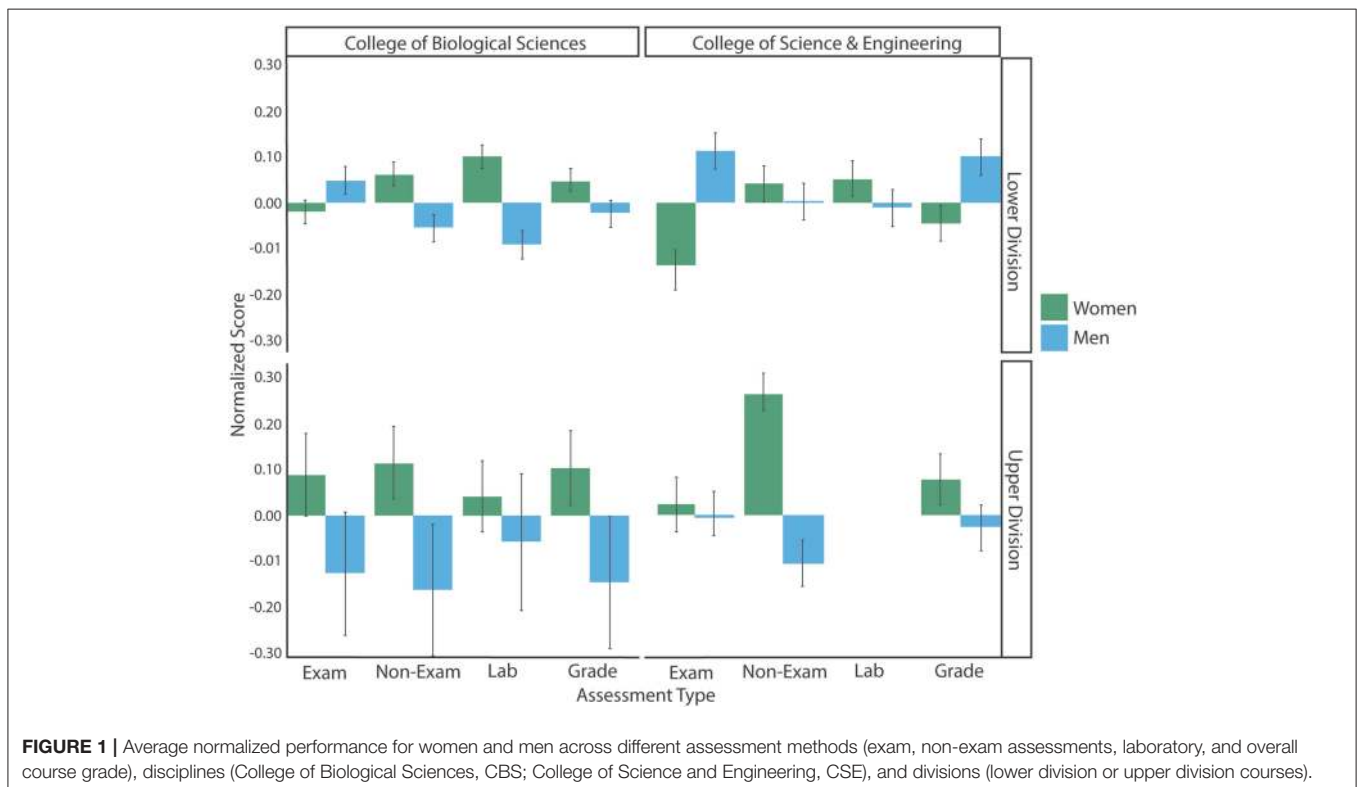 College of Biological Sciences
College of Science & Engineering
0.30
0.20
0.10
0.00
-0.01
-0.20
-0.30
Lower Division
Normalized Score
Women
Men
0.30
0.20
0.10
0.00
-0.01
-0.20
-0.30
Upper Division
Exam Non-Exam Lab Grade Exam Non-Exam Lab Grade
Assessment Type
FIGURE 1 | Average normalized performance for women and men across different assessment methods (exam, non-exam assessments, laboratory, and overall
course grade), disciplines (College of Biological Sciences, CBS; College of Science and Engineering, CSE), and divisions (lower division or upper division courses).